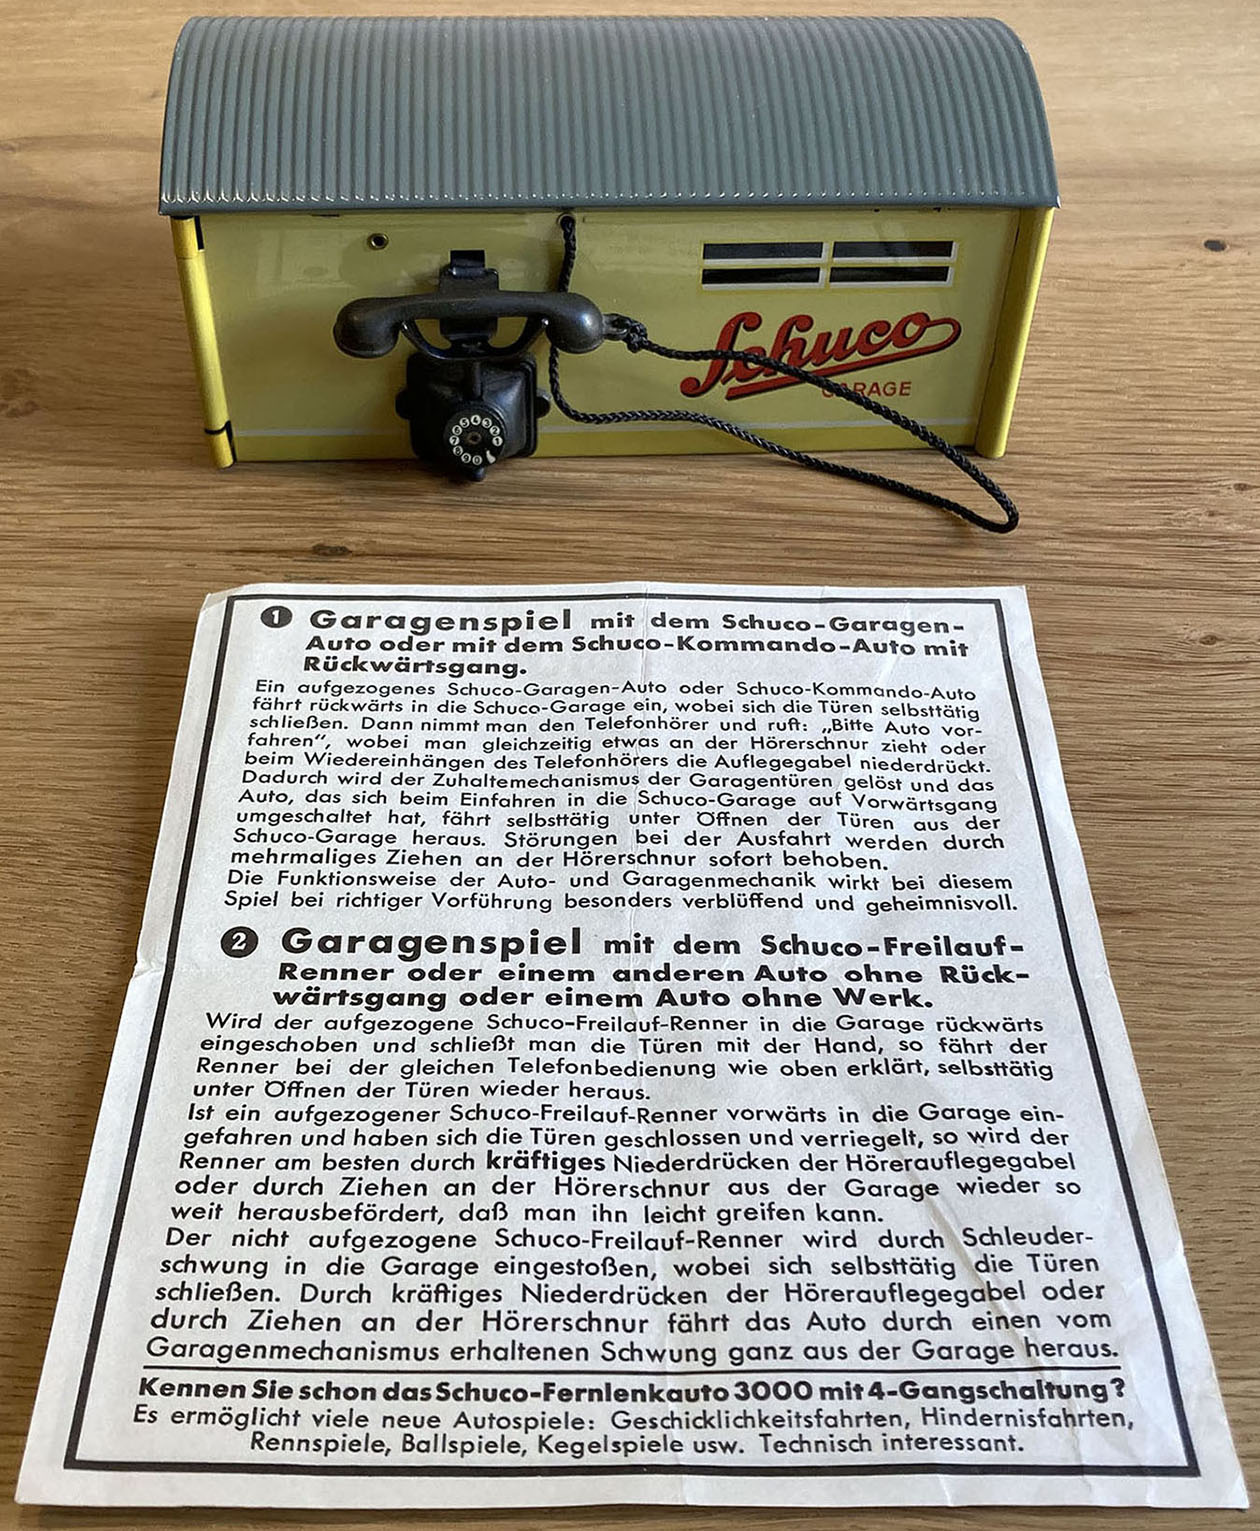 Schuco
GARAGE
1 Garagenspiel mit dem Schuco-Garagen-
Auto oder mit dem Schuco-Kommando-Auto mit
Rückwärtsgang.
Ein aufgezogenes Schuco-Garagen-Auto oder Schuco-Kommando-Auto
fährt rückwärts in die Schuco-Garage ein, wobei sich die Türen selbsttätig
schließen. Dann nimmt man den Telefonhörer und ruft: „Bitte Auto vor-
fahren“, wobei man gleichzeitig etwas an der Hörerschnur zieht oder
beim Wiedereinhängen des Telefonhörers die Auflegegabel niederdrückt.
Dadurch wird der Zuhaltemechanismus der Garagentüren gelöst und das
Auto, das sich beim Einfahren in die Schuco-Garage auf Vorwärtsgang
umgeschaltet hat, fährt selbsttätig unter Öffnen der Türen aus der
Schuco-Garage heraus. Störungen bei der Ausfahrt werden durch
mehrmaliges Ziehen an der Hörerschnur sofort behoben.
Die Funktionsweise der Auto- und Garagenmechanik wirkt bei diesem
Spiel bei richtiger Vorführung besonders verblüffend und geheimnisvoll.
2 Garagenspiel mit dem Schuco-Freilauf-
Renner oder einem anderen Auto ohne Rück-
wärtsgang oder einem Auto ohne Werk.
Wird der aufgezogene Schuco-Freilauf-Renner in die Garage rückwärts
eingeschoben und schließt man die Türen mit der Hand, so fährt der
Renner bei der gleichen Telefonbedienung wie oben erklärt, selbsttätig
unter Öffnen der Türen wieder heraus.
Ist ein aufgezogener Schuco-Freilauf-Renner vorwärts in die Garage ein-
gefahren und haben sich die Türen geschlossen und verriegelt, so wird der
Renner am besten durch kräftiges Niederdrücken der Hörerauflegegabel
oder durch Ziehen an der Hörerschnur aus der Garage wieder so
weit herausbefördert, daß man ihn leicht greifen kann.
Der nicht aufgezogene Schuco-Freilauf-Renner wird durch Schleuder-
schwung in die Garage eingestoßen, wobei sich selbsttätig die Türen
schließen. Durch kräftiges Niederdrücken der Hörerauflegegabel oder
durch Ziehen an der Hörerschnur fährt das Auto durch einen vom
Garagenmechanismus erhaltenen Schwung ganz aus der Garage heraus.
Kennen Sie schon das Schuco-Fernlenkauto 3000 mit 4-Gangschaltung?
Es ermöglicht viele neue Autospiele: Geschicklichkeitsfahrten, Hindernisfahrten,
Rennspiele, Ballspiele, Kegelspiele usw. Technisch interessant.